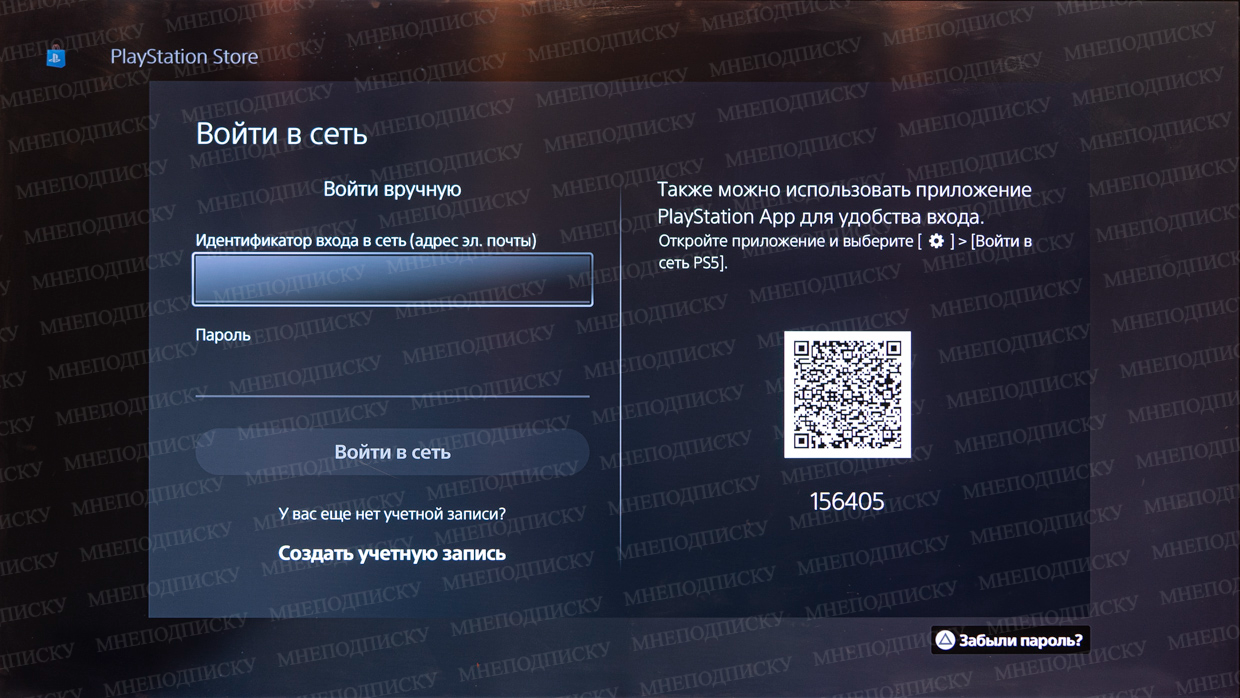 PlayStation Store
Войти в сеть
Войти вручную
Идентификатор входа в сеть (адрес эл. почты)
Пароль
Войти в сеть
У вас еще нет учетной записи?
Создать учетную запись
Также можно использовать приложение
PlayStation App для удобства входа.
Откройте приложение и выберите [ ⚙ ] > [Войти в
сеть PS5].
156405
Забыли пароль?
МНЕПОДПИСКУ